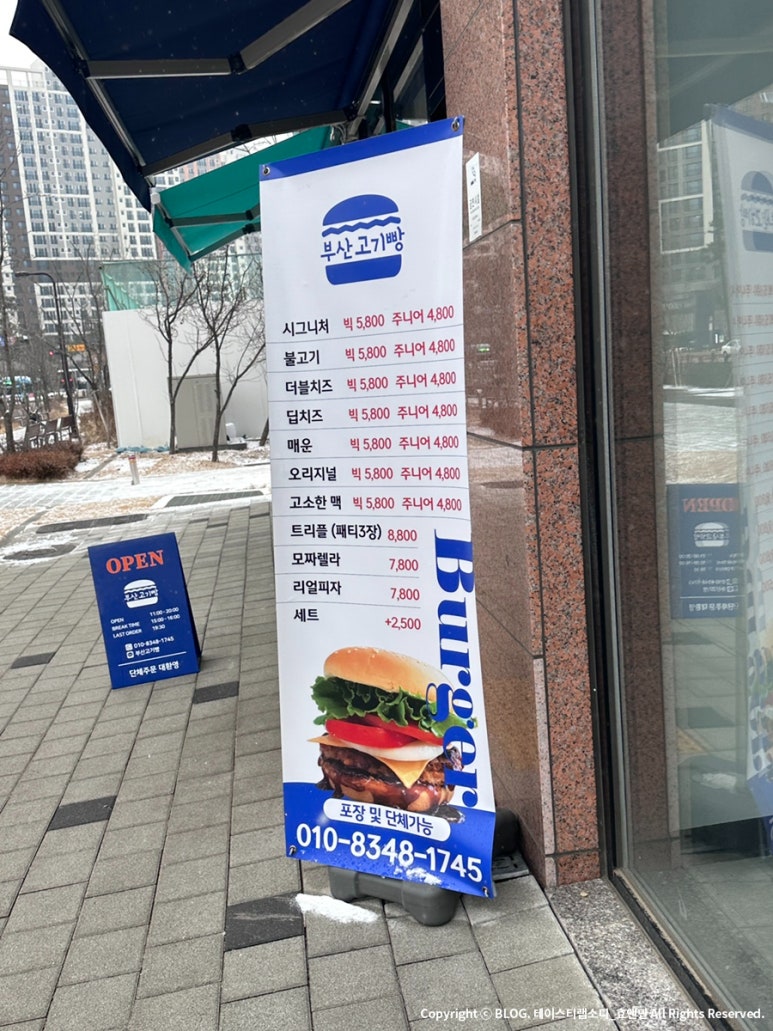 부산고기빵
시그니처 빅 5,800 주니어 4,800
불고기 빅 5,800 주니어 4,800
더블치즈 빅 5,800 주니어 4,800
딥치즈 빅 5,800 주니어 4,800
매운 빅 5,800 주니어 4,800
오리지널 빅 5,800 주니어 4,800
고소한 맥 빅 5,800 주니어 4,800
트리플 (패티3장) 8,800
모짜렐라 7,800
리얼피자 7,800
세트 +2,500
Burger
포장 및 단체가능
010-8348-1745
OPEN
부산고기빵
OPEN 11:00 - 20:00
BREAK TIME 15:00 - 16:00
LAST ORDER 19:30
010-8348-1745
부산고기빵
단체주문 대환영
Copyright ⓒ BLOG. 테이스티랩소디_효밴맘 All Rights Reserved.